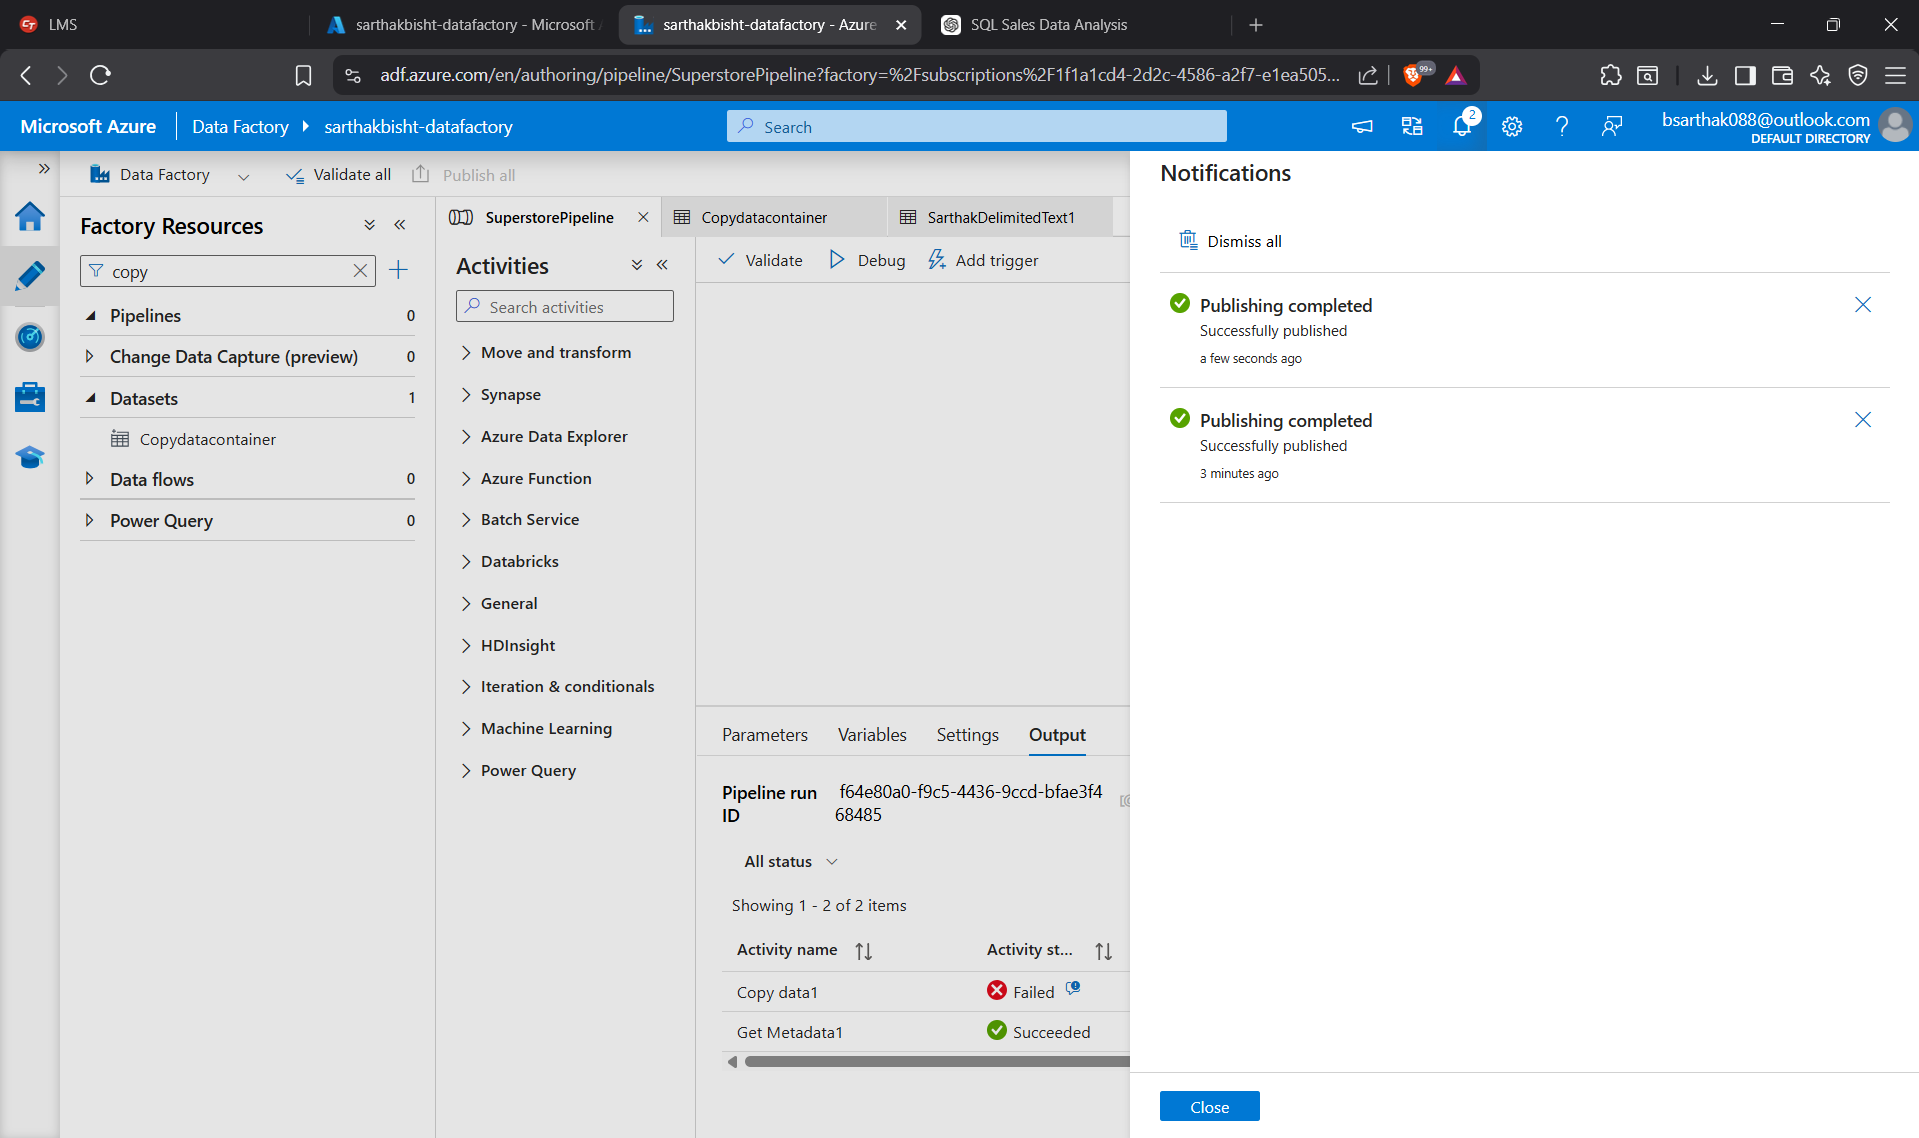 LMS
sarthakbisht-datafactory - Microsoft
sarthakbisht-datafactory - Azure
SQL Sales Data Analysis
adf.azure.com/en/authoring/pipeline/SuperstorePipeline?factory=%2Fsubscriptions%2F1f1a1cd4-2d2c-4586-a2f7-e1ea505...
99+
Microsoft Azure
Data Factory
sarthakbisht-datafactory
Search
2
bsarthak088@outlook.com
DEFAULT DIRECTORY
Data Factory
Validate all
Publish all
Factory Resources
copy
Pipelines 0
Change Data Capture (preview) 0
Datasets 1
Copydatacontainer
Data flows 0
Power Query 0
SuperstorePipeline
Copydatacontainer
SarthakDelimitedText1
Activities
Search activities
Move and transform
Synapse
Azure Data Explorer
Azure Function
Batch Service
Databricks
General
HDInsight
Iteration & conditionals
Machine Learning
Power Query
Validate
Debug
Add trigger
Parameters
Variables
Settings
Output
Pipeline run ID
f64e80a0-f9c5-4436-9ccd-bfae3f4
68485
All status
Showing 1 - 2 of 2 items
Activity name
Activity st...
Copy data1
Failed
Get Metadata1
Succeeded
Notifications
Dismiss all
Publishing completed
Successfully published
a few seconds ago
Publishing completed
Successfully published
3 minutes ago
Close